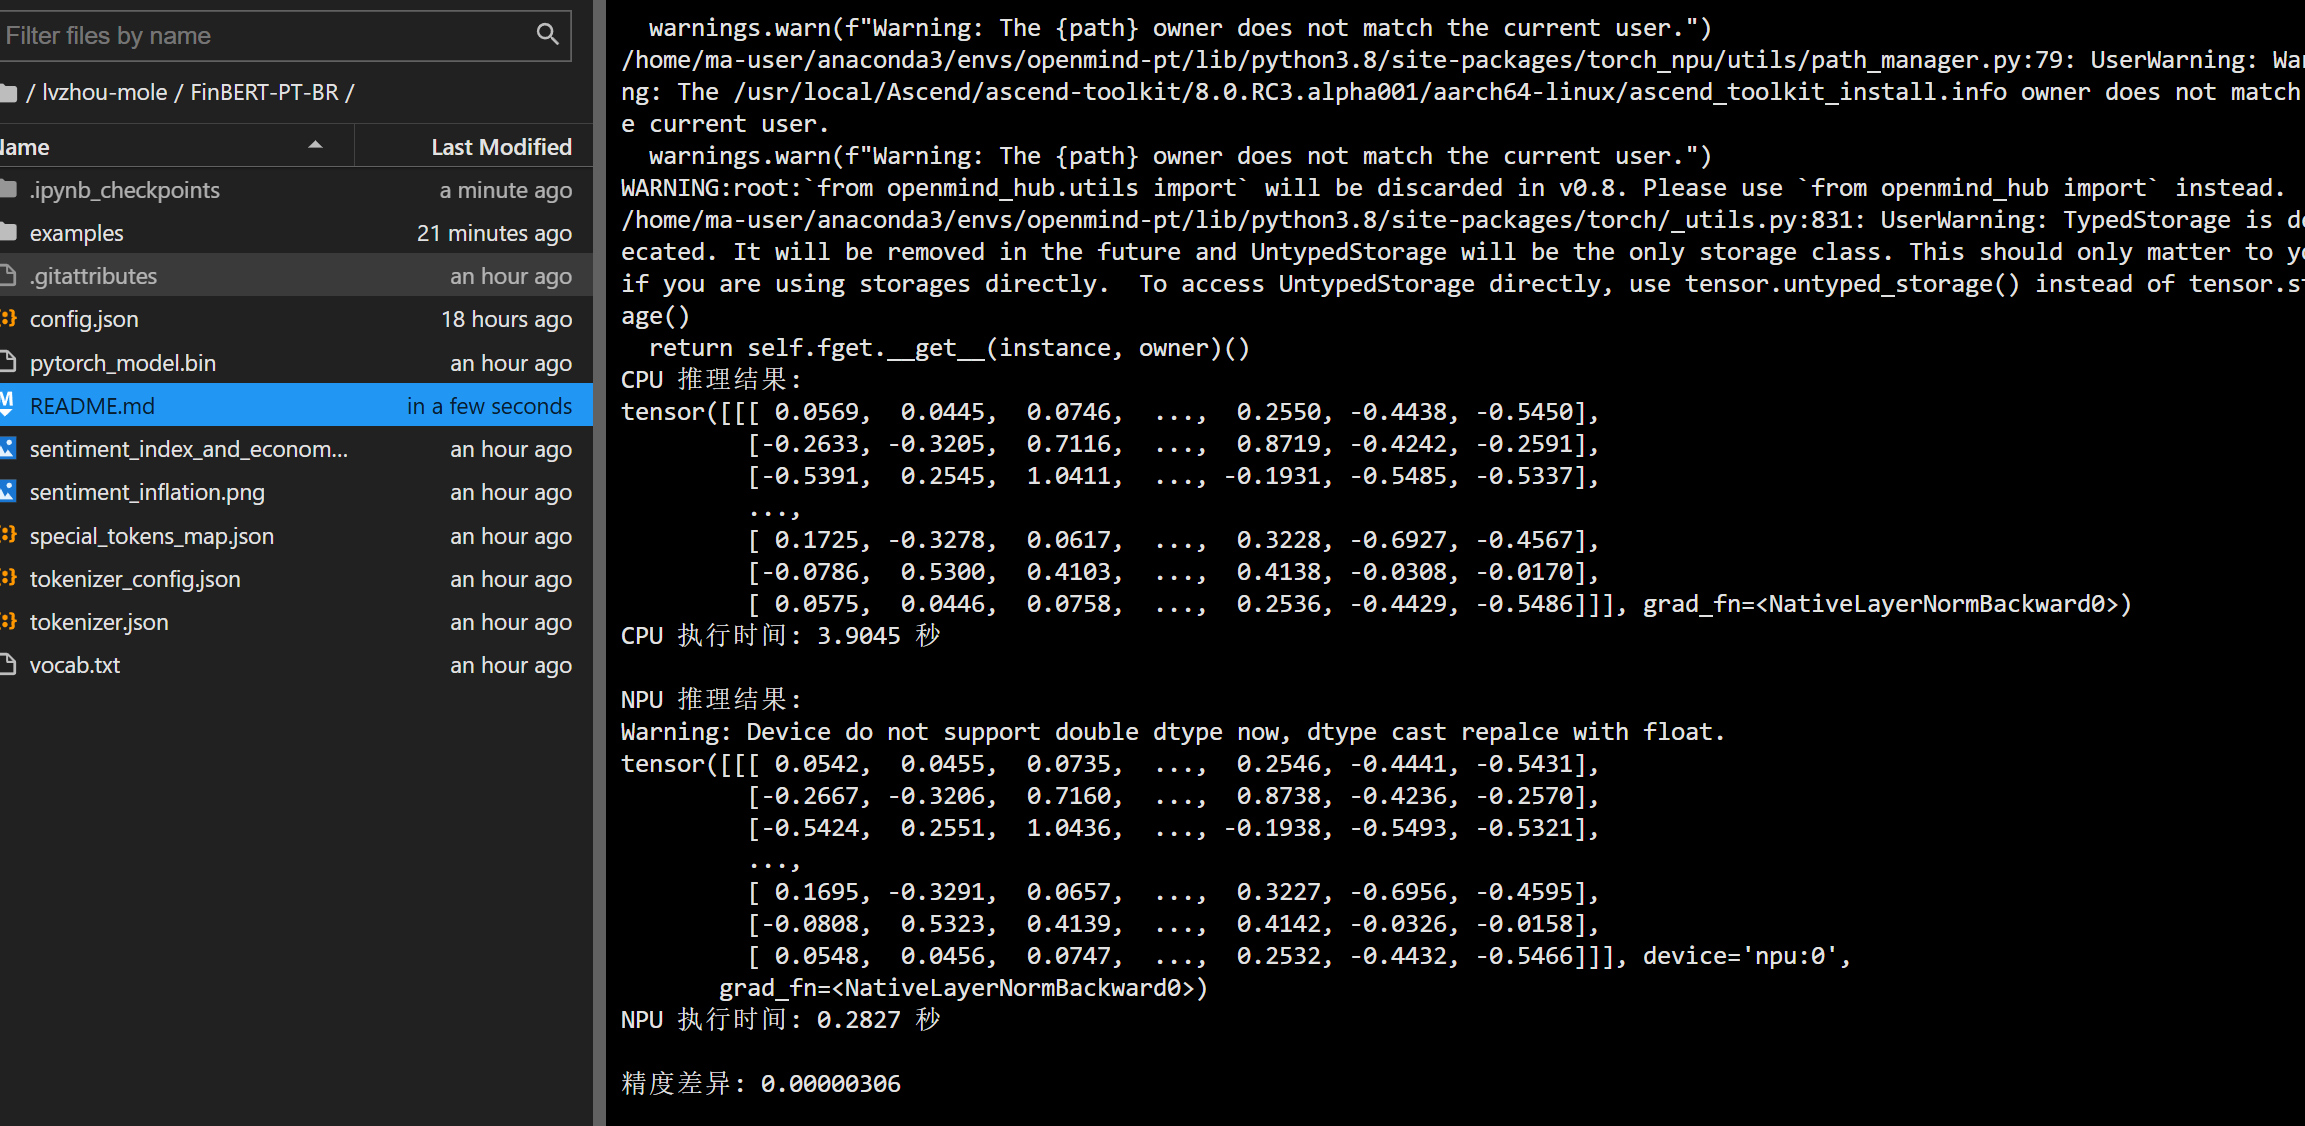 Filter files by name
/ lvzhou-mole / FinBERT-PT-BR /
Name Last Modified
.ipynb_checkpoints a minute ago
examples 21 minutes ago
.gitattributes an hour ago
config.json 18 hours ago
pytorch_model.bin an hour ago
README.md in a few seconds
sentiment_index_and_econom... an hour ago
sentiment_inflation.png an hour ago
special_tokens_map.json an hour ago
tokenizer_config.json an hour ago
tokenizer.json an hour ago
vocab.txt an hour ago
warnings.warn(f"Warning: The {path} owner does not match the current user.")
/home/ma-user/anaconda3/envs/openmind-pt/lib/python3.8/site-packages/torch_npu/utils/path_manager.py:79: UserWarning: War
ng: The /usr/local/Ascend/ascend-toolkit/8.0.RC3.alpha001/aarch64-linux/ascend_toolkit_install.info owner does not match
e current user.
warnings.warn(f"Warning: The {path} owner does not match the current user.")
WARNING:root:`from openmind_hub.utils import` will be discarded in v0.8. Please use `from openmind_hub import` instead.
/home/ma-user/anaconda3/envs/openmind-pt/lib/python3.8/site-packages/torch/_utils.py:831: UserWarning: TypedStorage is de
ecated. It will be removed in the future and UntypedStorage will be the only storage class. This should only matter to yo
if you are using storages directly.  To access UntypedStorage directly, use tensor.untyped_storage() instead of tensor.st
age()
return self.fget.__get__(instance, owner)()
CPU 推理结果:
tensor([[[ 0.0569,  0.0445,  0.0746,  ...,  0.2550, -0.4438, -0.5450],
[-0.2633, -0.3205,  0.7116,  ...,  0.8719, -0.4242, -0.2591],
[-0.5391,  0.2545,  1.0411,  ..., -0.1931, -0.5485, -0.5337],
...,
[ 0.1725, -0.3278,  0.0617,  ...,  0.3228, -0.6927, -0.4567],
[-0.0786,  0.5300,  0.4103,  ...,  0.4138, -0.0308, -0.0170],
[ 0.0575,  0.0446,  0.0758,  ...,  0.2536, -0.4429, -0.5486]]], grad_fn=<NativeLayerNormBackward0>)
CPU 执行时间: 3.9045 秒
NPU 推理结果:
Warning: Device do not support double dtype now, dtype cast repalce with float.
tensor([[[ 0.0542,  0.0455,  0.0735,  ...,  0.2546, -0.4441, -0.5431],
[-0.2667, -0.3206,  0.7160,  ...,  0.8738, -0.4236, -0.2570],
[-0.5424,  0.2551,  1.0436,  ..., -0.1938, -0.5493, -0.5321],
...,
[ 0.1695, -0.3291,  0.0657,  ...,  0.3227, -0.6956, -0.4595],
[-0.0808,  0.5323,  0.4139,  ...,  0.4142, -0.0326, -0.0158],
[ 0.0548,  0.0456,  0.0747,  ...,  0.2532, -0.4432, -0.5466]]], device='npu:0',
grad_fn=<NativeLayerNormBackward0>)
NPU 执行时间: 0.2827 秒
精度差异: 0.00000306